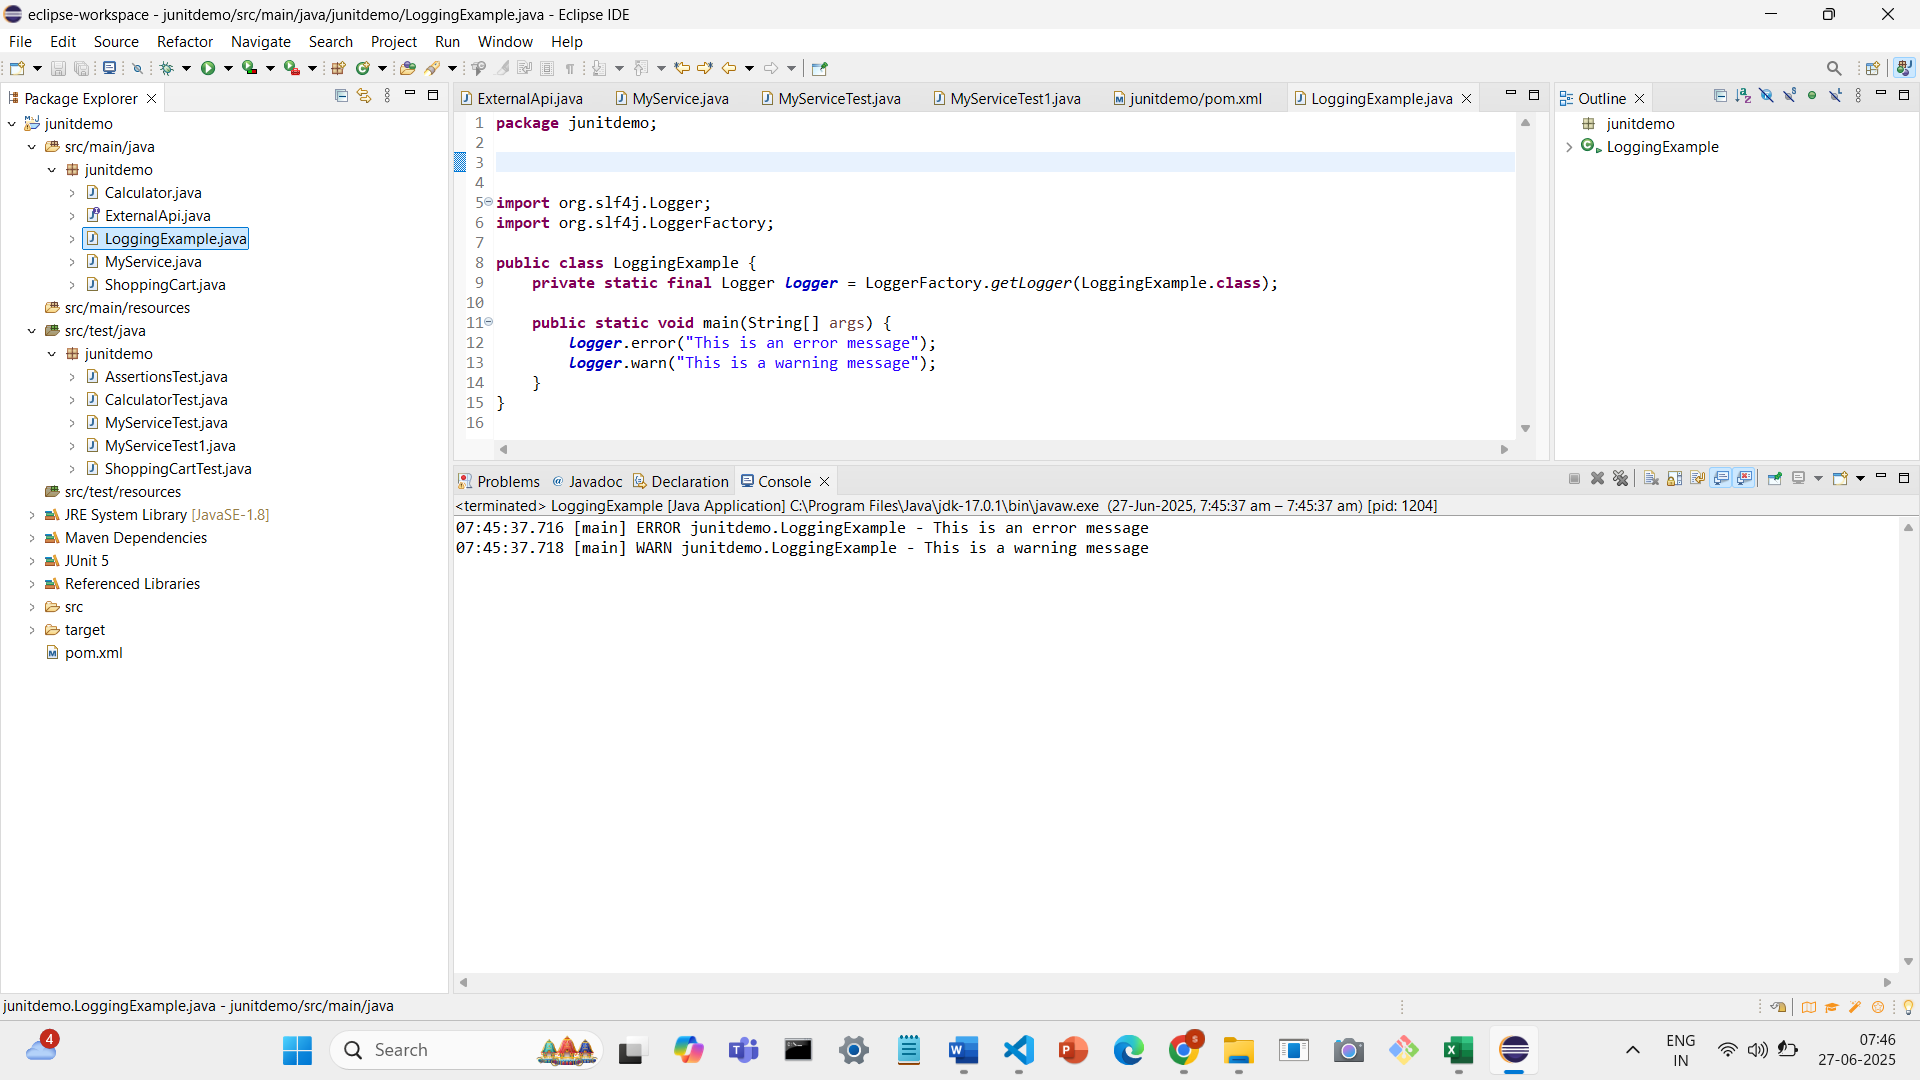 eclipse-workspace - junitdemo/src/main/java/junitdemo/LoggingExample.java - Eclipse IDE
File Edit Source Refactor Navigate Search Project Run Window Help
Package Explorer
junitdemo
src/main/java
junitdemo
Calculator.java
ExternalApi.java
LoggingExample.java
MyService.java
ShoppingCart.java
src/main/resources
src/test/java
junitdemo
AssertionsTest.java
CalculatorTest.java
MyServiceTest.java
MyServiceTest1.java
ShoppingCartTest.java
src/test/resources
JRE System Library [JavaSE-1.8]
Maven Dependencies
JUnit 5
Referenced Libraries
src
target
pom.xml
ExternalApi.java MyService.java MyServiceTest.java MyServiceTest1.java junitdemo/pom.xml LoggingExample.java
1 package junitdemo;
2
3
4
5 import org.slf4j.Logger;
6 import org.slf4j.LoggerFactory;
7
8 public class LoggingExample {
9 private static final Logger logger = LoggerFactory.getLogger(LoggingExample.class);
10
11 public static void main(String[] args) {
12 logger.error("This is an error message");
13 logger.warn("This is a warning message");
14 }
15 }
16
Outline
junitdemo
LoggingExample
Problems Javadoc Declaration Console
<terminated> LoggingExample [Java Application] C:\Program Files\Java\jdk-17.0.1\bin\javaw.exe (27-Jun-2025, 7:45:37 am – 7:45:37 am) [pid: 1204]
07:45:37.716 [main] ERROR junitdemo.LoggingExample - This is an error message
07:45:37.718 [main] WARN junitdemo.LoggingExample - This is a warning message
junitdemo.LoggingExample.java - junitdemo/src/main/java
4
Search
S
ENG
IN
07:46
27-06-2025